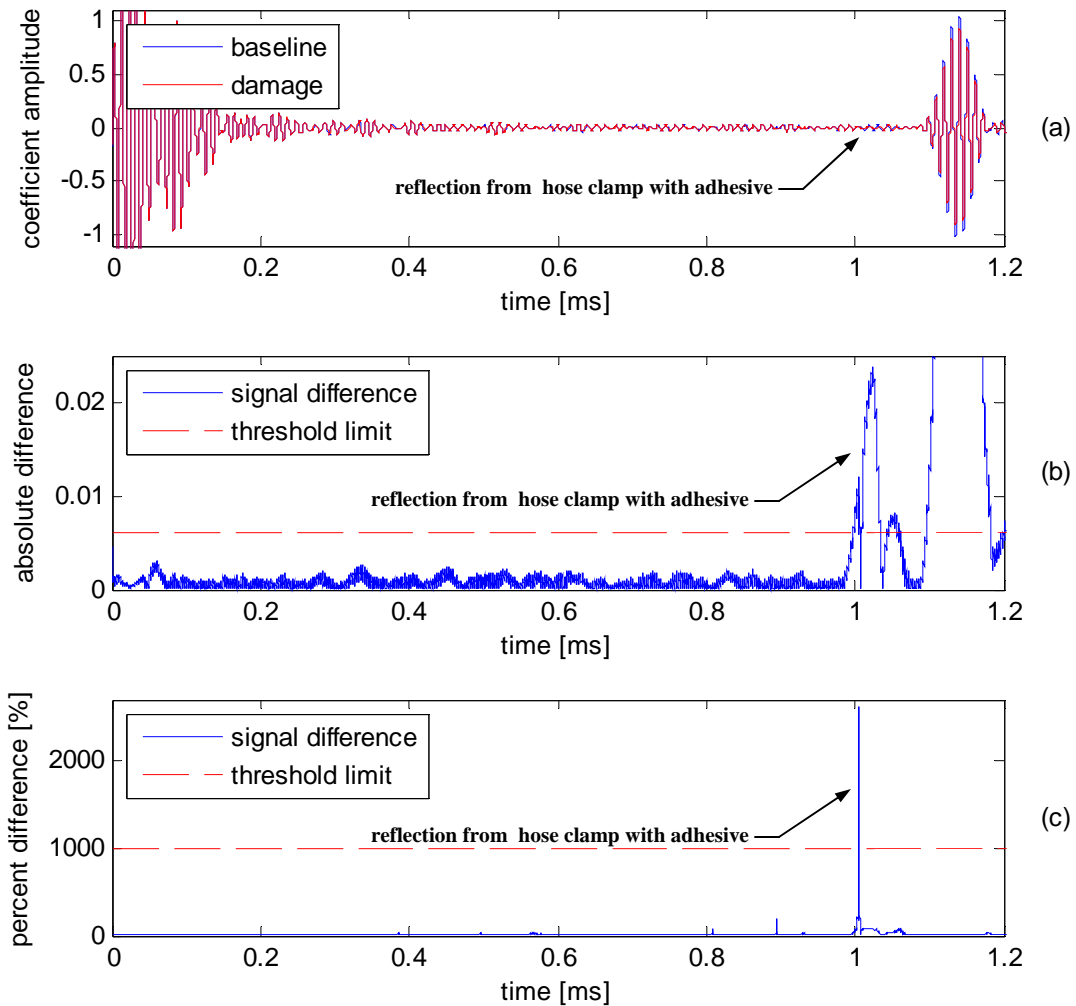 1
0.5
0
-0.5
-1
coefficient amplitude
baseline
damage
reflection from hose clamp with adhesive
(a)
0 0.2 0.4 0.6 0.8 1 1.2
time [ms]
0.02
0.01
0
absolute difference
signal difference
threshold limit
reflection from hose clamp with adhesive
(b)
0 0.2 0.4 0.6 0.8 1 1.2
time [ms]
2000
1000
0
percent difference [%]
signal difference
threshold limit
reflection from hose clamp with adhesive
(c)
0 0.2 0.4 0.6 0.8 1 1.2
time [ms]